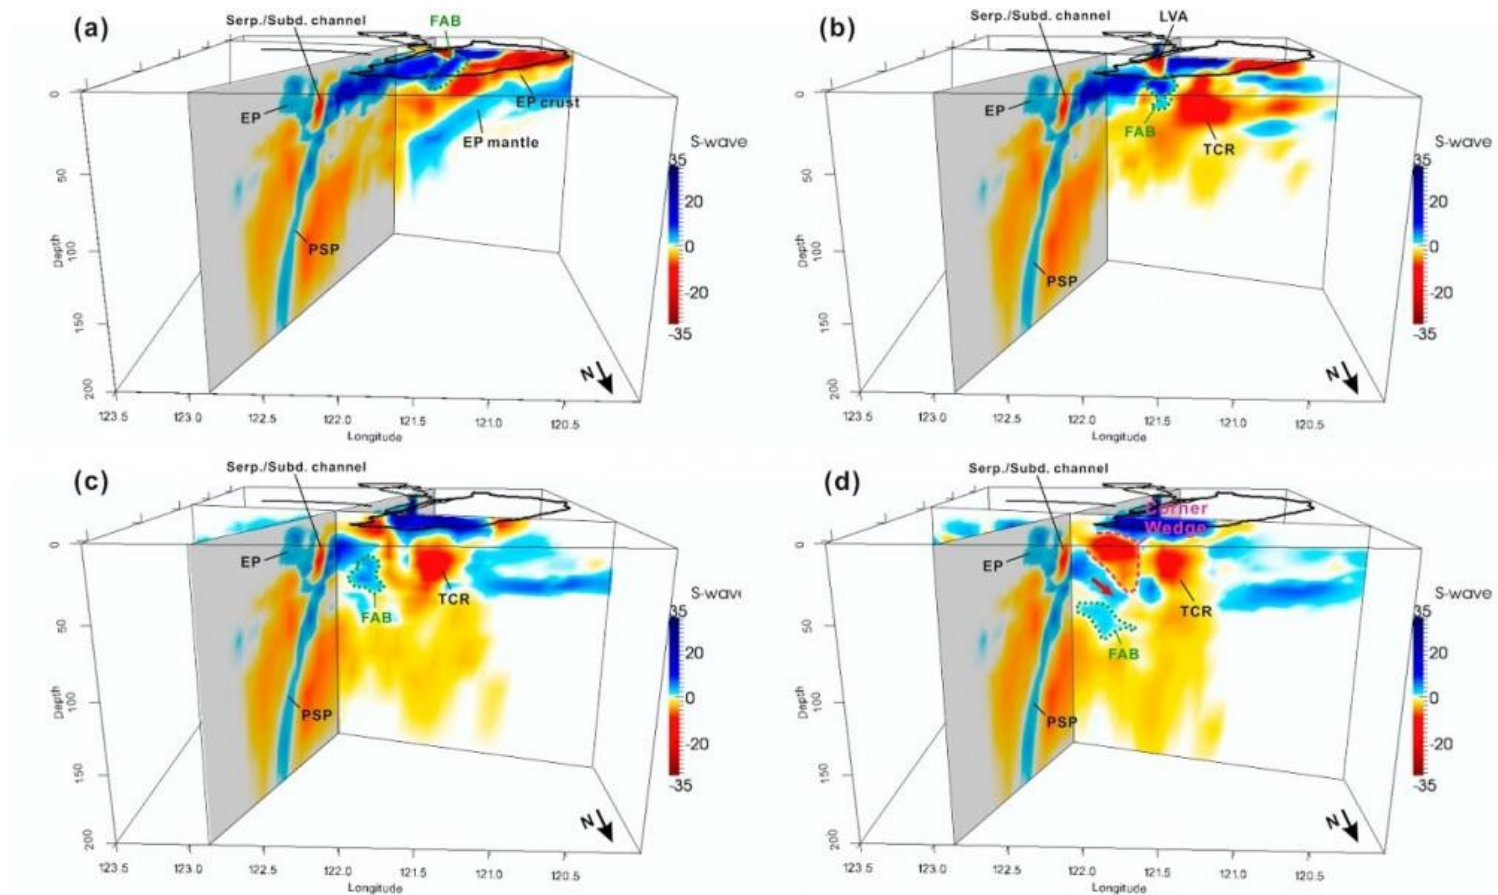 (a)
Serp./Subd. channel
FAB
EP
EP crust
EP mantle
PSP
S-wave
35
20
0
-20
-35
0
50
100
150
200
Depth
N
123.5 123.0 122.5 122.0 121.5 121.0 120.5
Longitude
(b)
Serp./Subd. channel
LVA
EP
FAB
TCR
PSP
S-wave
35
20
0
-20
-35
0
50
100
150
200
Depth
N
123.5 123.0 122.5 122.0 121.5 121.0 120.5
Longitude
(c)
Serp./Subd. channel
EP
TCR
FAB
PSP
S-wave
35
20
0
-20
-35
0
50
100
150
200
Depth
N
123.5 123.0 122.5 122.0 121.5 121.0 120.5
Longitude
(d)
Serp./Subd. channel
Corner
Wedge
EP
TCR
FAB
PSP
S-wave
35
20
0
-20
-35
0
50
100
150
200
Depth
N
123.5 123.0 122.5 122.0 121.5 121.0 120.5
Longitude